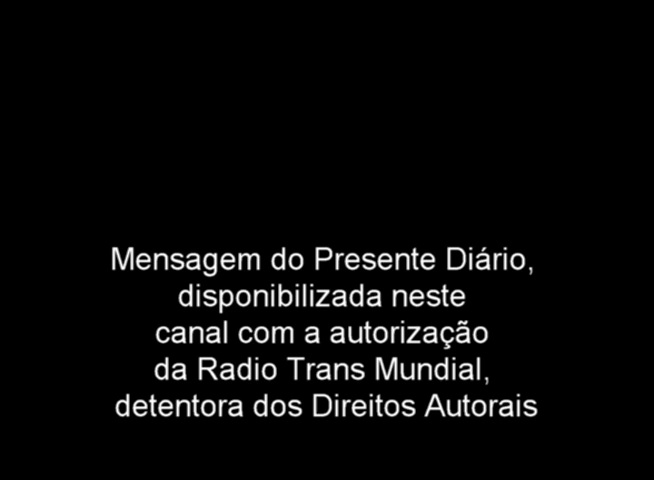 Mensagem do Presente Diário,
disponibilizada neste
canal com a autorização
da Radio Trans Mundial,
detentora dos Direitos Autorais